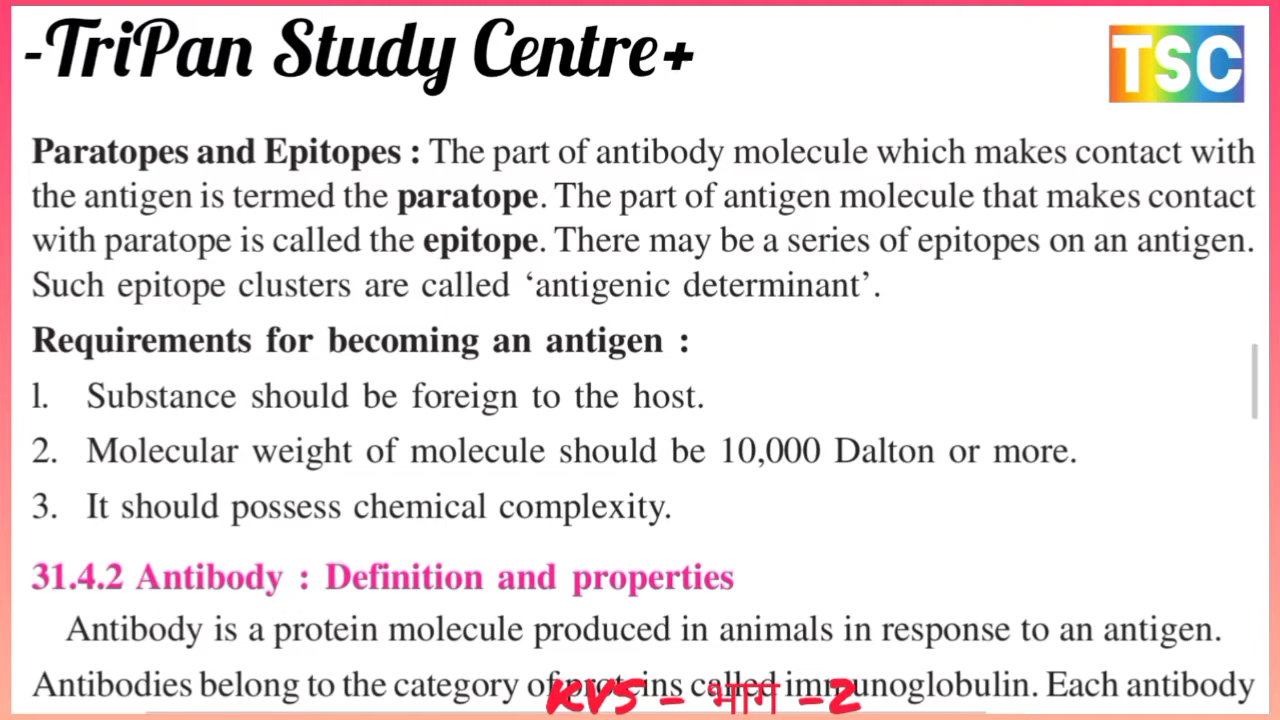 -TriPan Study Centre+
TSC
Paratopes and Epitopes : The part of antibody molecule which makes contact with
the antigen is termed the paratope. The part of antigen molecule that makes contact
with paratope is called the epitope. There may be a series of epitopes on an antigen.
Such epitope clusters are called ‘antigenic determinant’.
Requirements for becoming an antigen :
1. Substance should be foreign to the host.
2. Molecular weight of molecule should be 10,000 Dalton or more.
3. It should possess chemical complexity.
31.4.2 Antibody : Definition and properties
Antibody is a protein molecule produced in animals in response to an antigen.
Antibodies belong to the category of proteins called immunoglobulin. Each antibody
KVS - भाग -2